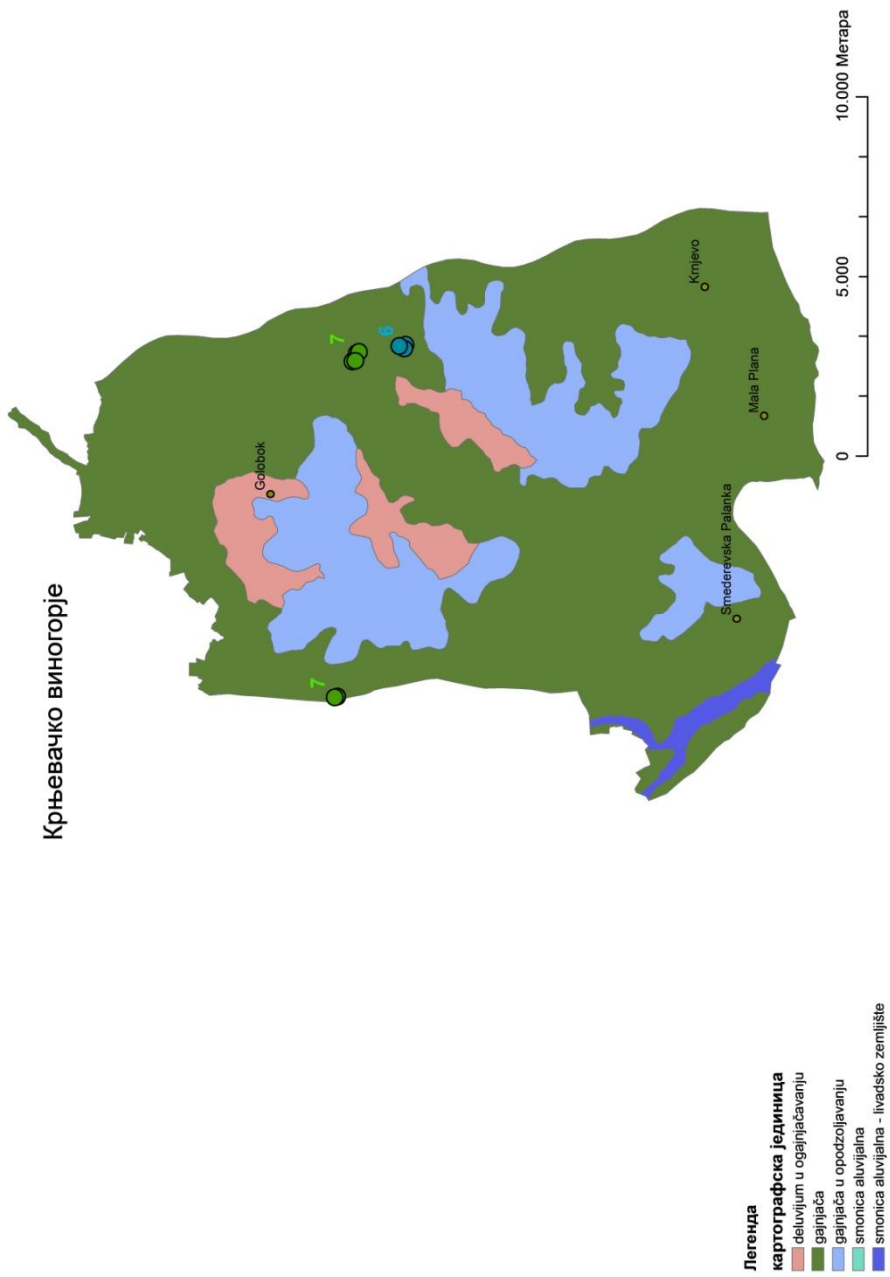 Крњевачко виногорје
7
Golobok
7
6
Smederevska Palanka
Mala Plana
Krnjevo
Легенда
картографска јединица
deluvijum u ogajnjačavanju
gajnjača
gajnjača u opodzoljavanju
smonica aluvijalna
smonica aluvijalna - livadsko zemljište
0
5.000
10.000 Метара